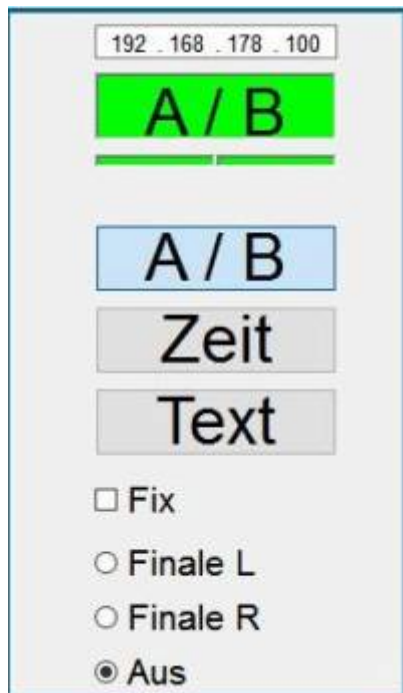 192 . 168 . 178 . 100
A / B
A / B
Zeit
Text
Fix
Finale L
Finale R
Aus